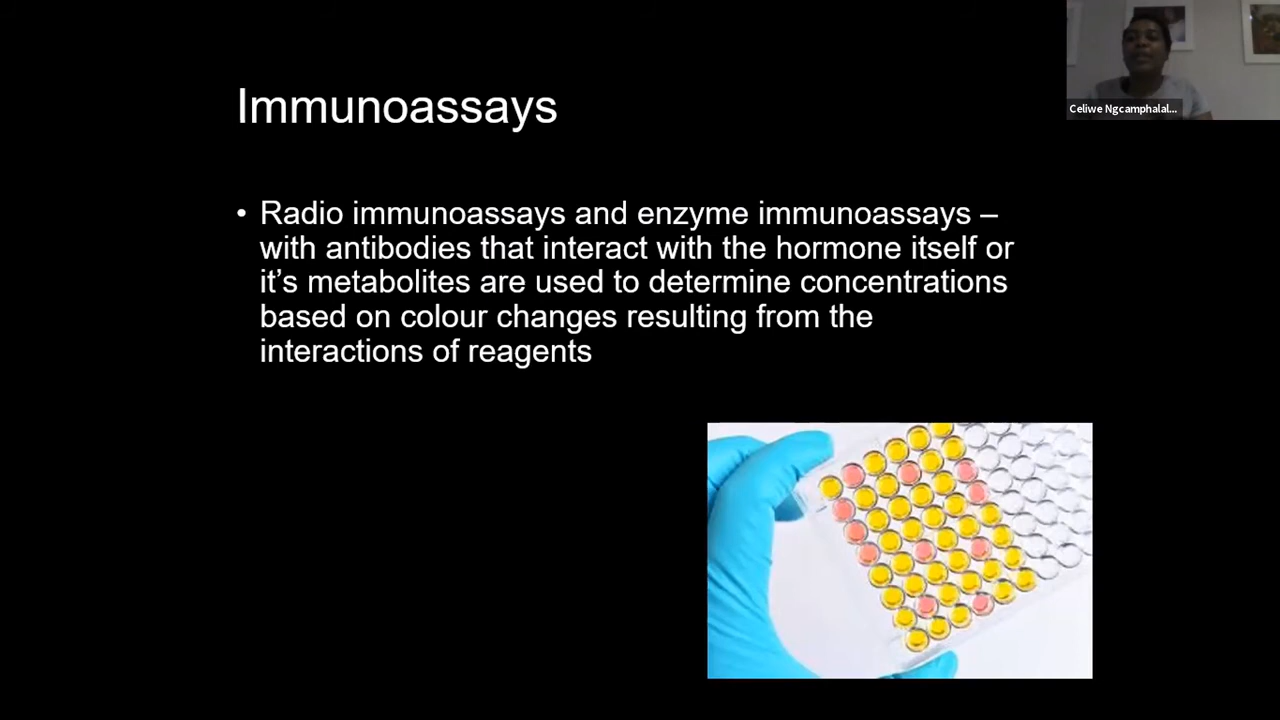 Immunoassays
Celiwe Ngcamphalal...
• Radio immunoassays and enzyme immunoassays –
with antibodies that interact with the hormone itself or
it’s metabolites are used to determine concentrations
based on colour changes resulting from the
interactions of reagents